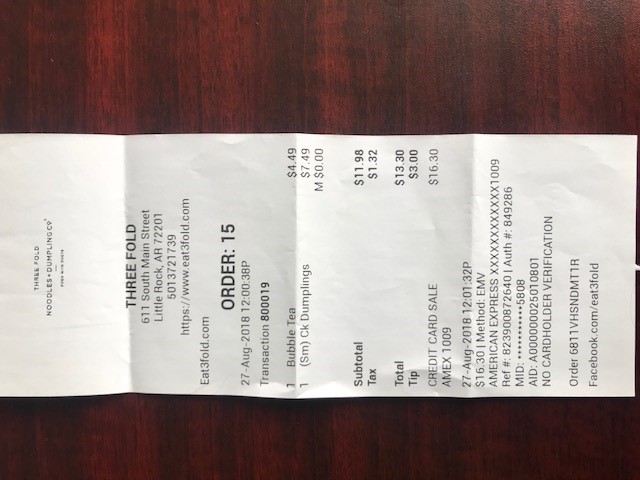 THREE FOLD
NOODLES+DUMPLING CO
THREE FOLD
611 South Main Street
Little Rock, AR 72201
5013721739
https://www.eat3fold.com
Eat3fold.com
ORDER: 15
27-Aug-2018 12:00:38P
Transaction 800019
1 Bubble Tea $4.49
1 (Sm) Ck Dumplings $7.49
M $0.00
Subtotal $11.98
Tax $1.32
Total $13.30
Tip $3.00
CREDIT CARD SALE $16.30
AMEX 1009
27-Aug-2018 12:01:32P
$16.30 | Method: EMV
AMERICAN EXPRESS XXXXXXXXXXX1009
Ref #: 823900872640 | Auth #: 849286
MID: ***********5808
AID: A000000025010801
NO CARDHOLDER VERIFICATION
Order 6811VHSNDMT1R
Facebook.com/eat3fold